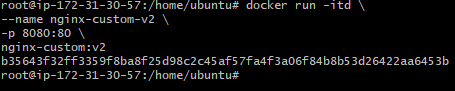 root@ip-172-31-30-57:/home/ubuntu# docker run -itd \
--name nginx-custom-v2 \
-p 8080:80 \
nginx-custom:v2
b35643f32ff3359f8ba8f25d98c2c45af57fa4f3a06f84b8b53d26422aa6453b
root@ip-172-31-30-57:/home/ubuntu#